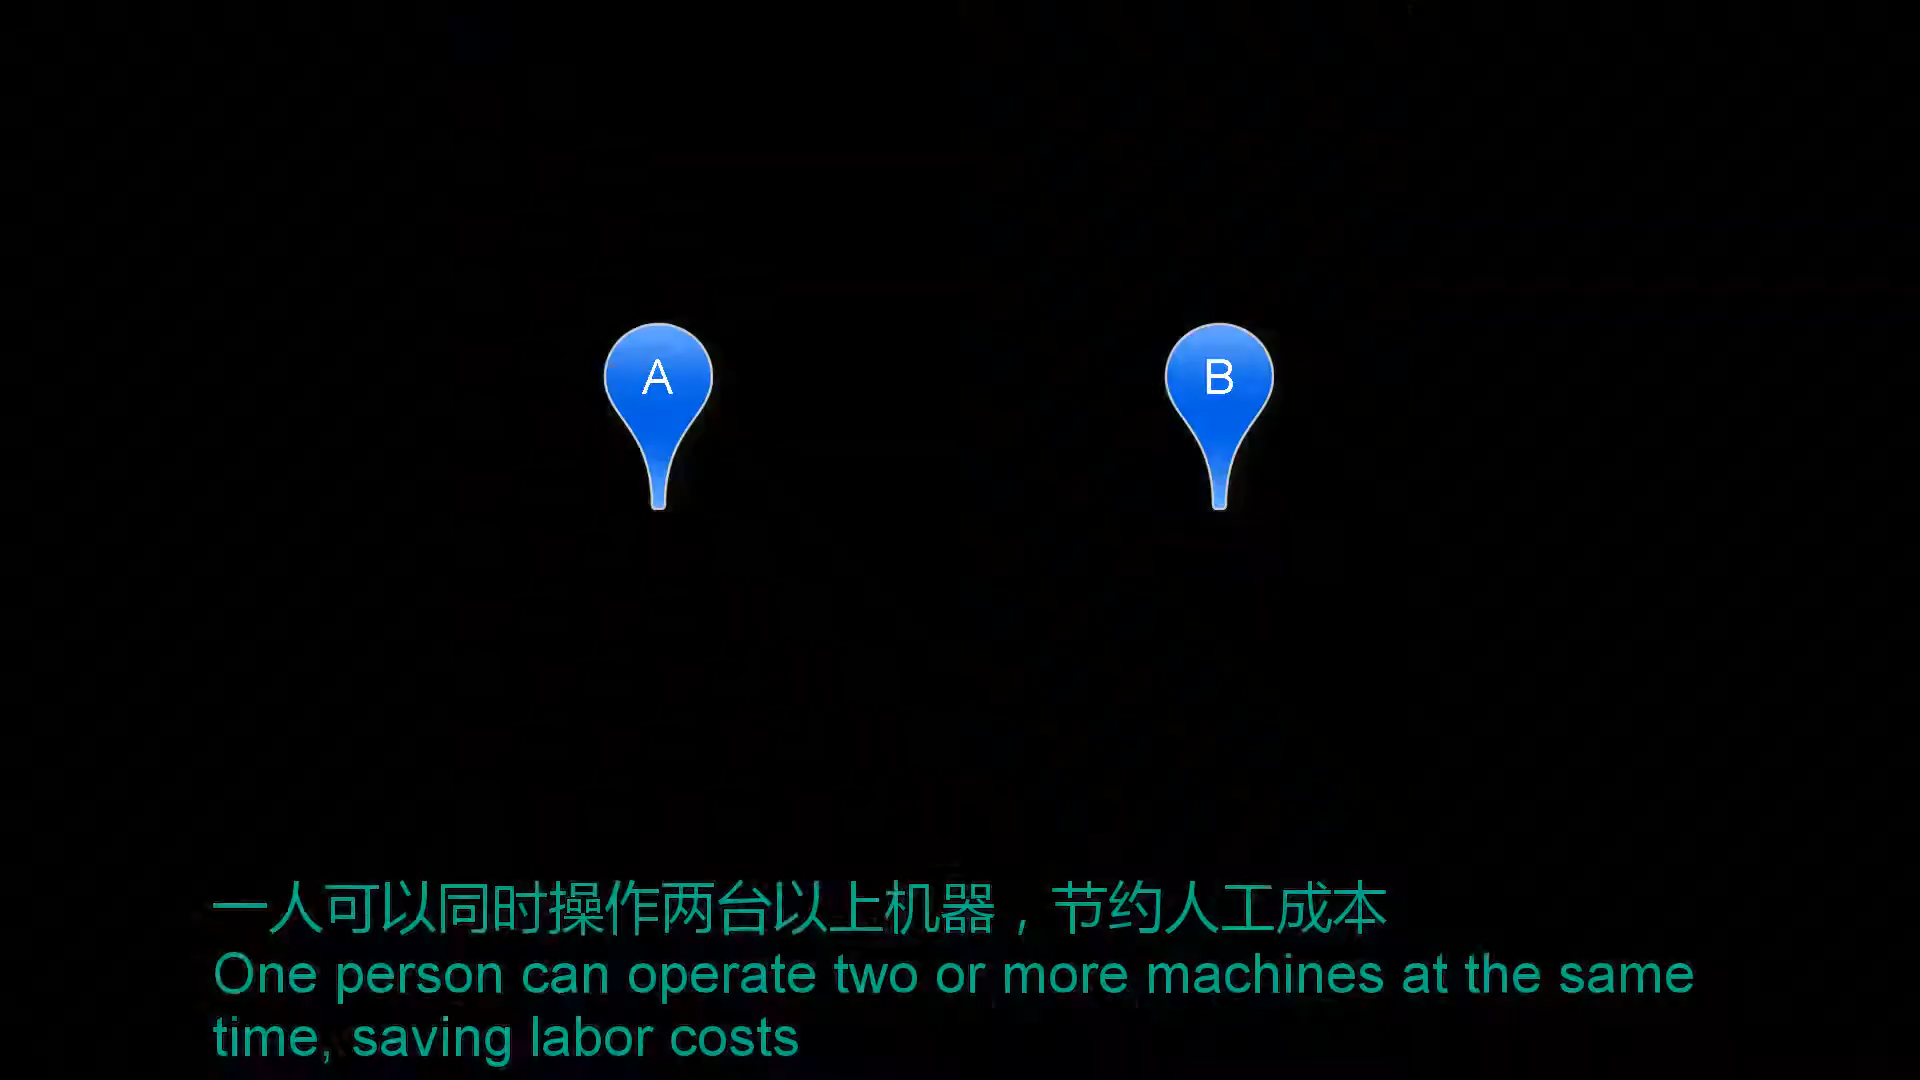 A
B
一人可以同时操作两台以上机器，节约人工成本
One person can operate two or more machines at the same
time, saving labor costs